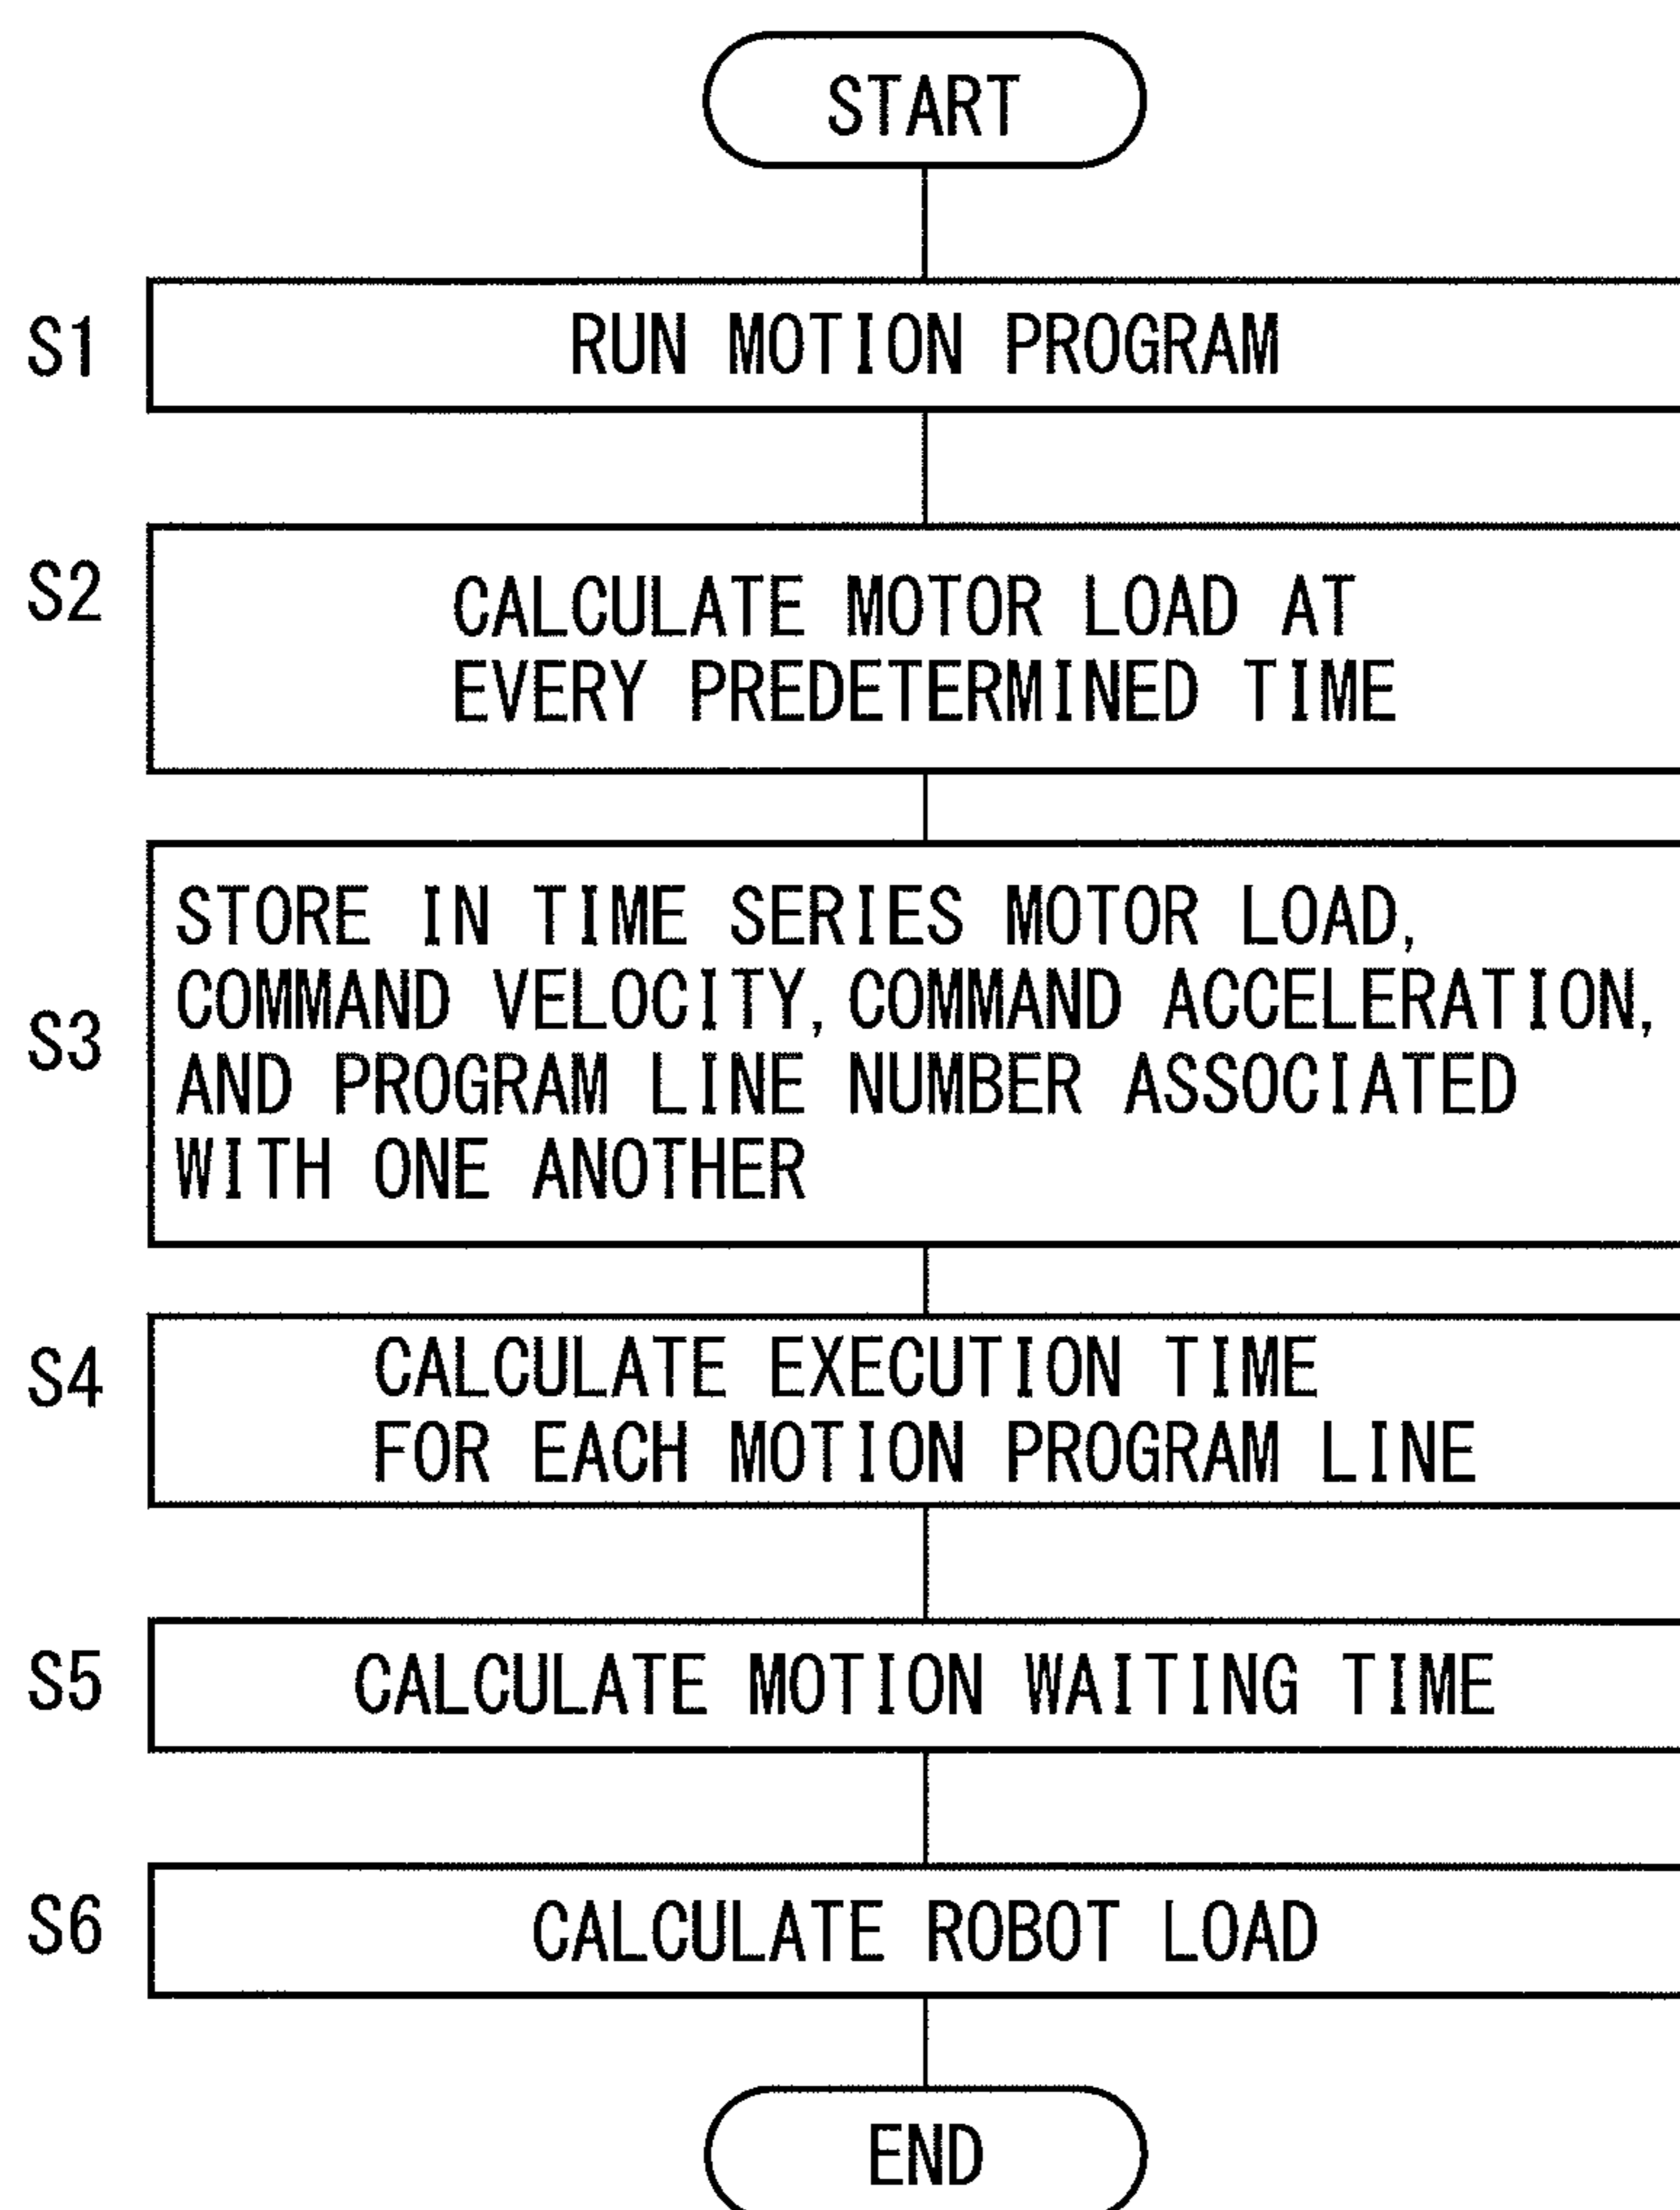 START
S1
RUN MOTION PROGRAM
S2
CALCULATE MOTOR LOAD AT
EVERY PREDETERMINED TIME
S3
STORE IN TIME SERIES MOTOR LOAD,
COMMAND VELOCITY, COMMAND ACCELERATION,
AND PROGRAM LINE NUMBER ASSOCIATED
WITH ONE ANOTHER
S4
CALCULATE EXECUTION TIME
FOR EACH MOTION PROGRAM LINE
S5
CALCULATE MOTION WAITING TIME
S6
CALCULATE ROBOT LOAD
END